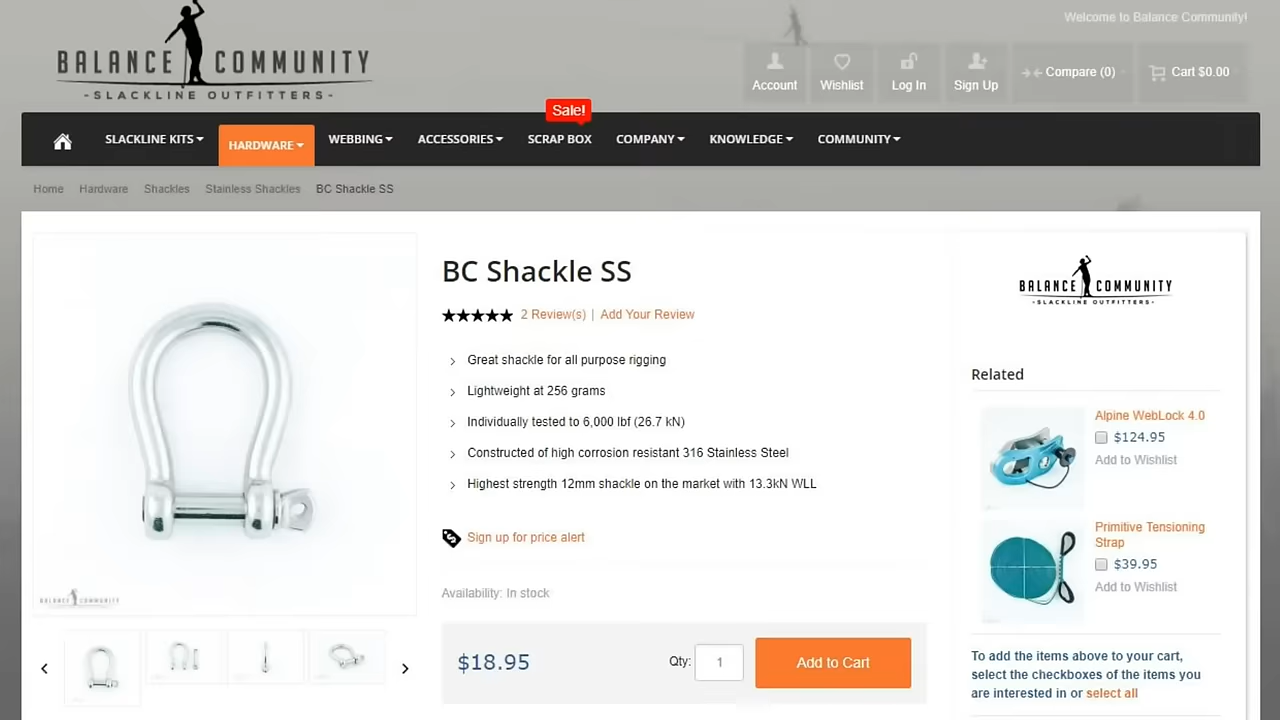 Welcome to Balance Community!
BALANCE COMMUNITY
-SLACKLINE OUTFITTERS-
Account
Wishlist
Log In
Sign Up
Compare (0)
Cart $0.00
Sale!
SLACKLINE KITS
HARDWARE
WEBBING
ACCESSORIES
SCRAP BOX
COMPANY
KNOWLEDGE
COMMUNITY
Home
Hardware
Shackles
Stainless Shackles
BC Shackle SS
BC Shackle SS
2 Review(s) | Add Your Review
Great shackle for all purpose rigging
Lightweight at 256 grams
Individually tested to 6,000 lbf (26.7 kN)
Constructed of high corrosion resistant 316 Stainless Steel
Highest strength 12mm shackle on the market with 13.3kN WLL
Sign up for price alert
Availability: In stock
$18.95
Qty:
1
Add to Cart
BALANCE COMMUNITY
BALANCE COMMUNITY
-SLACKLINE OUTFITTERS-
Related
Alpine WebLock 4.0
$124.95
Add to Wishlist
Primitive Tensioning
Strap
$39.95
Add to Wishlist
To add the items above to your cart,
select the checkboxes of the items you
are interested in or select all